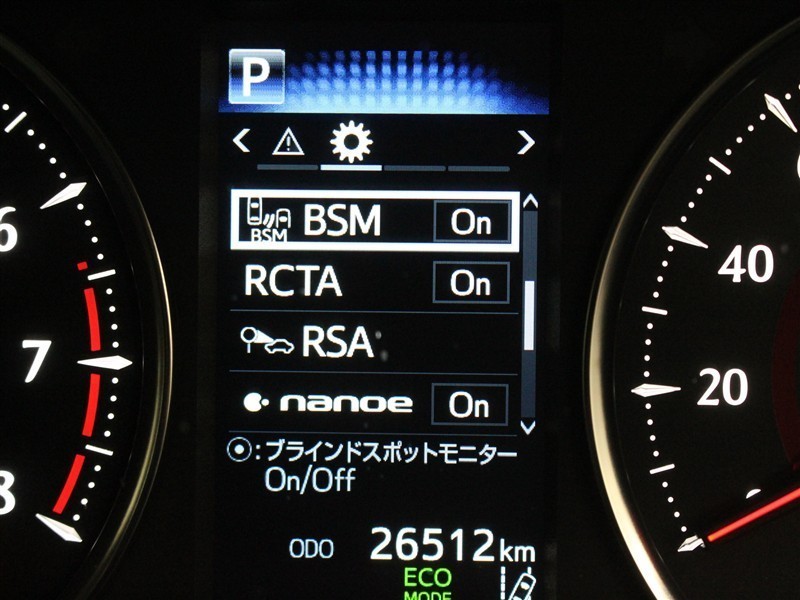 P
BSM BSM On
RCTA On
RSA
nanoe On
:ブラインドスポットモニター
On/Off
ODO 26512km
ECO
MODE
6
7
8
40
20